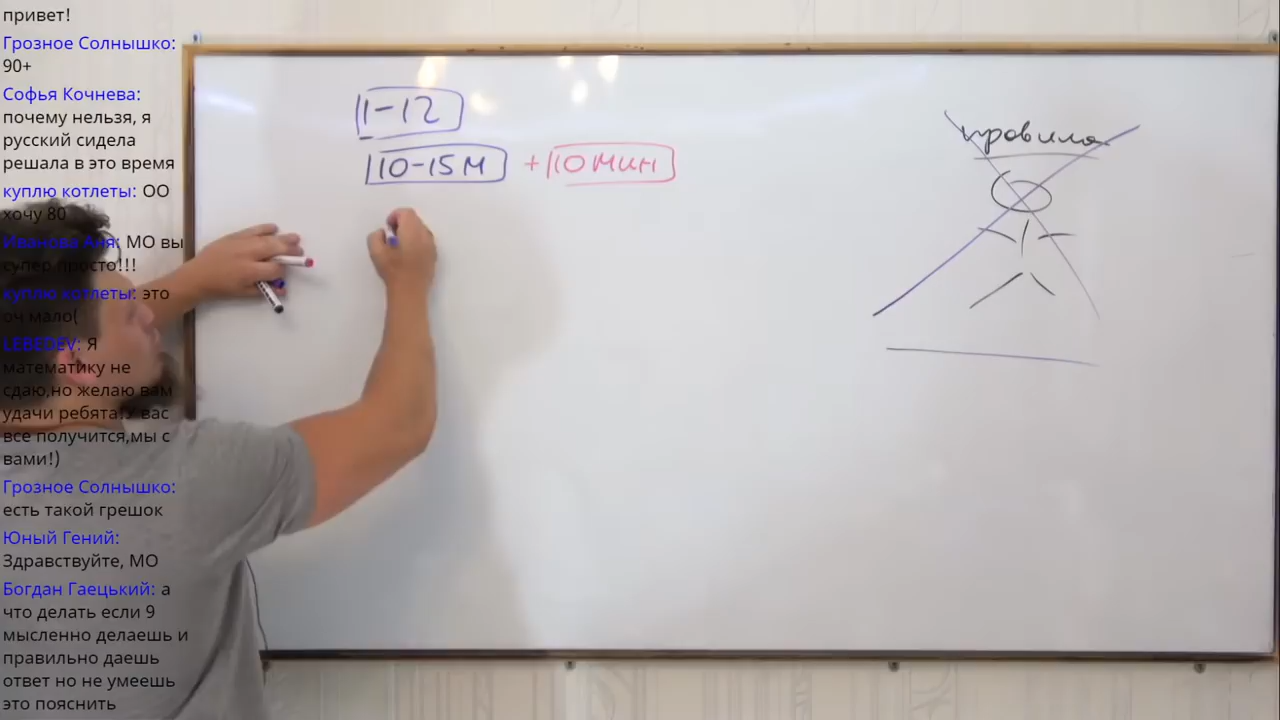 привет!
Грозное Солнышко:
90+
Софья Кочнева:
почему нельзя, я
русский сидела
решала в это время
куплю котлеты: ОО
хочу 80
Иванова Аня: МО вы
супер просто!!!
куплю котлеты: это
оч мало(
LEBEDEV: Я
математику не
сдаю,но желаю вам
удачи ребята!У вас
все получится,мы с
вами!)
Грозное Солнышко:
есть такой грешок
Юный Гений:
Здравствуйте, МО
Богдан Гаецький: а
что делать если 9
мысленно делаешь и
правильно даешь
ответ но не умеешь
это пояснить
1-12
10-15м + 10 мин
правила